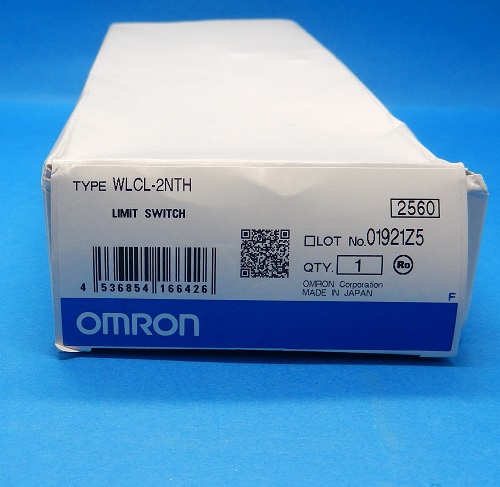 TYPE WLCL-2NTH
LIMIT SWITCH
2560
LOT No.01921Z5
QTY. 1 Ro
OMRON Corporation
MADE IN JAPAN
4 536854 166426
F
OMRON